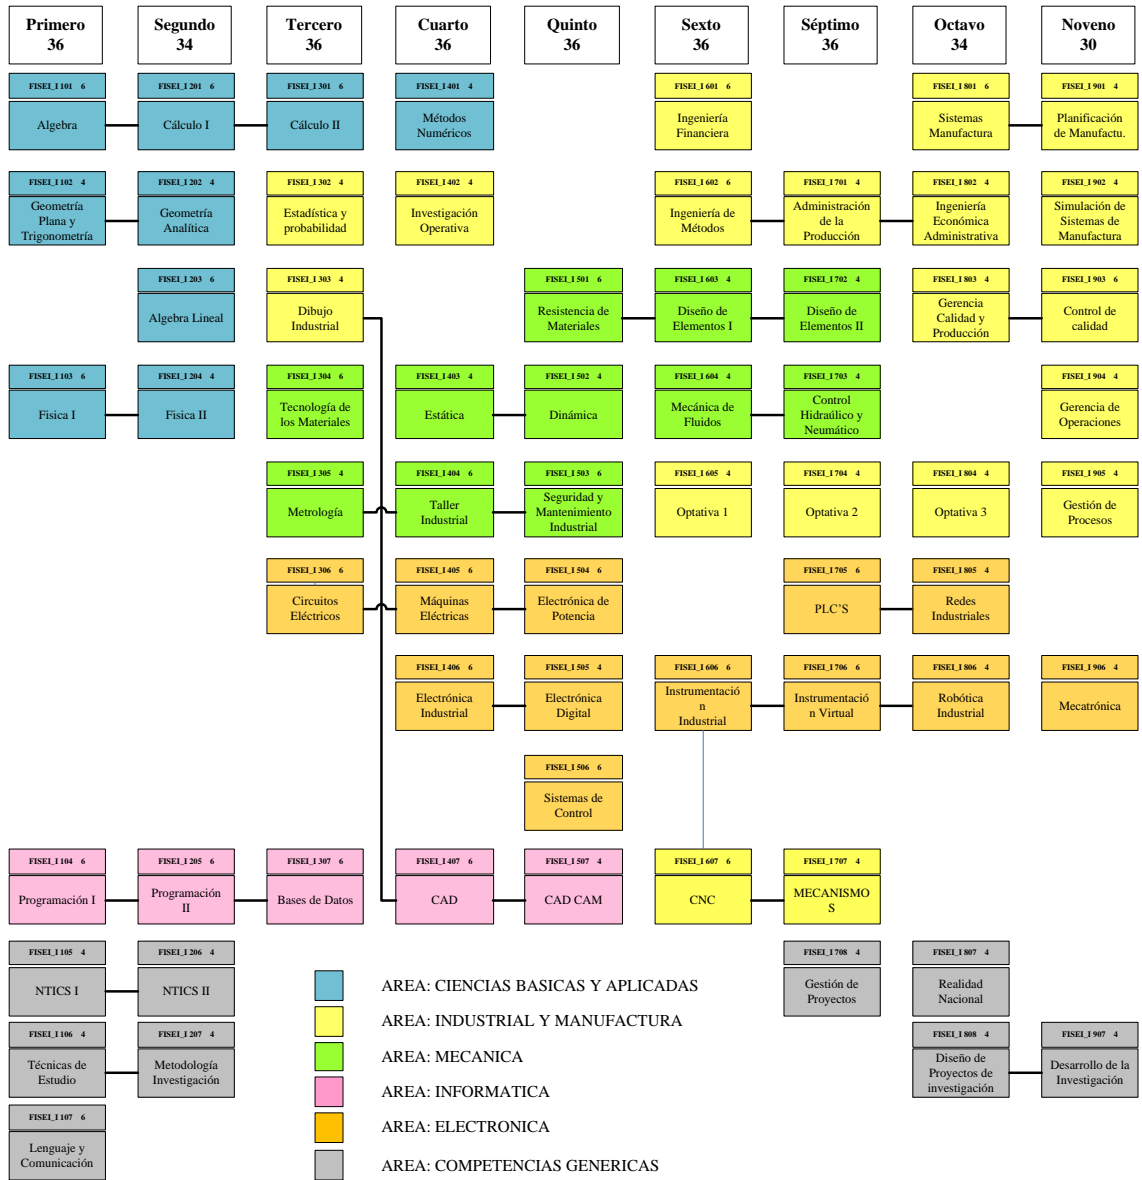 Primero Segundo Tercero Cuarto Quinto Sexto Séptimo Octavo Noveno
36 34 36 36 36 36 36 34 30
FISEI_I 101 6 FISEI_I 201 6 FISEI_I 301 6 FISEI_I 401 4 FISEI_I 601 6 FISEI_I 801 6 FISEI_I 901 4
Algebra
Cálculo I
Cálculo II
Métodos
Numéricos
Ingeniería
Financiera
Sistemas
Manufactura
Planificación
de Manufactu.
FISEI_I 102 4 FISEI_I 202 4 FISEI_I 302 4 FISEI_I 402 4 FISEI_I 602 6 FISEI_I 701 4 FISEI_I 802 4 FISEI_I 902 4
Geometría
Plana y
Trigonometría
Geometría
Analítica
Estadística y
probabilidad
Investigación
Operativa
Ingeniería de
Métodos
Administración
de la
Producción
Ingeniería
Económica
Administrativa
Simulación de
Sistemas de
Manufactura
FISEI_I 203 6 FISEI_I 303 4 FISEI_I 501 6 FISEI_I 603 4 FISEI_I 702 4 FISEI_I 803 4 FISEI_I 903 6
Algebra Lineal
Dibujo
Industrial
Resistencia de
Materiales
Diseño de
Elementos I
Diseño de
Elementos II
Gerencia
Calidad y
Producción
Control de
calidad
FISEI_I 103 6 FISEI_I 204 4 FISEI_I 304 6 FISEI_I 403 4 FISEI_I 502 4 FISEI_I 604 4 FISEI_I 703 4 FISEI_I 904 4
Fisica I
Fisica II
Tecnología de
los Materiales
Estática
Dinámica
Mecánica de
Fluidos
Control
Hidraúlico y
Neumático
Gerencia de
Operaciones
FISEI_I 305 4 FISEI_I 404 6 FISEI_I 503 6 FISEI_I 605 4 FISEI_I 704 4 FISEI_I 804 4 FISEI_I 905 4
Metrología
Taller
Industrial
Seguridad y
Mantenimiento
Industrial
Optativa 1
Optativa 2
Optativa 3
Gestión de
Procesos
FISEI_I 306 6 FISEI_I 405 6 FISEI_I 504 6 FISEI_I 705 6 FISEI_I 805 4
Circuitos
Eléctricos
Máquinas
Eléctricas
Electrónica de
Potencia
PLC'S
Redes
Industriales
FISEI_I 406 6 FISEI_I 505 4 FISEI_I 606 6 FISEI_I 706 6 FISEI_I 806 4 FISEI_I 906 4
Electrónica
Industrial
Electrónica
Digital
Instrumentació
n
Industrial
Instrumentació
n Virtual
Robótica
Industrial
Mecatrónica
FISEI_I 506 6
Sistemas de
Control
FISEI_I 104 6 FISEI_I 205 6 FISEI_I 307 6 FISEI_I 407 6 FISEI_I 507 4 FISEI_I 607 6 FISEI_I 707 4
Programación I
Programación
II
Bases de Datos
CAD
CAD CAM
CNC
MECANISMO
S
FISEI_I 105 4 FISEI_I 206 4 FISEI_I 708 4 FISEI_I 807 4
NTICS I
NTICS II
Gestión de
Proyectos
Realidad
Nacional
FISEI_I 106 4 FISEI_I 207 4 FISEI_I 808 4 FISEI_I 907 4
Técnicas de
Estudio
Metodología
Investigación
Diseño de
Proyectos de
investigación
Desarrollo de la
Investigación
FISEI_I 107 6
Lenguaje y
Comunicación
AREA: CIENCIAS BASICAS Y APLICADAS
AREA: INDUSTRIAL Y MANUFACTURA
AREA: MECANICA
AREA: INFORMATICA
AREA: ELECTRONICA
AREA: COMPETENCIAS GENERICAS